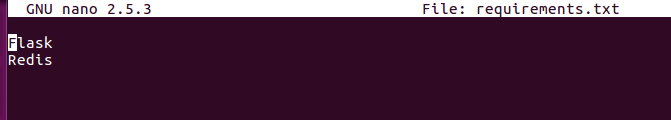 GNU nano 2.5.3 File: requirements.txt
Flask
Redis